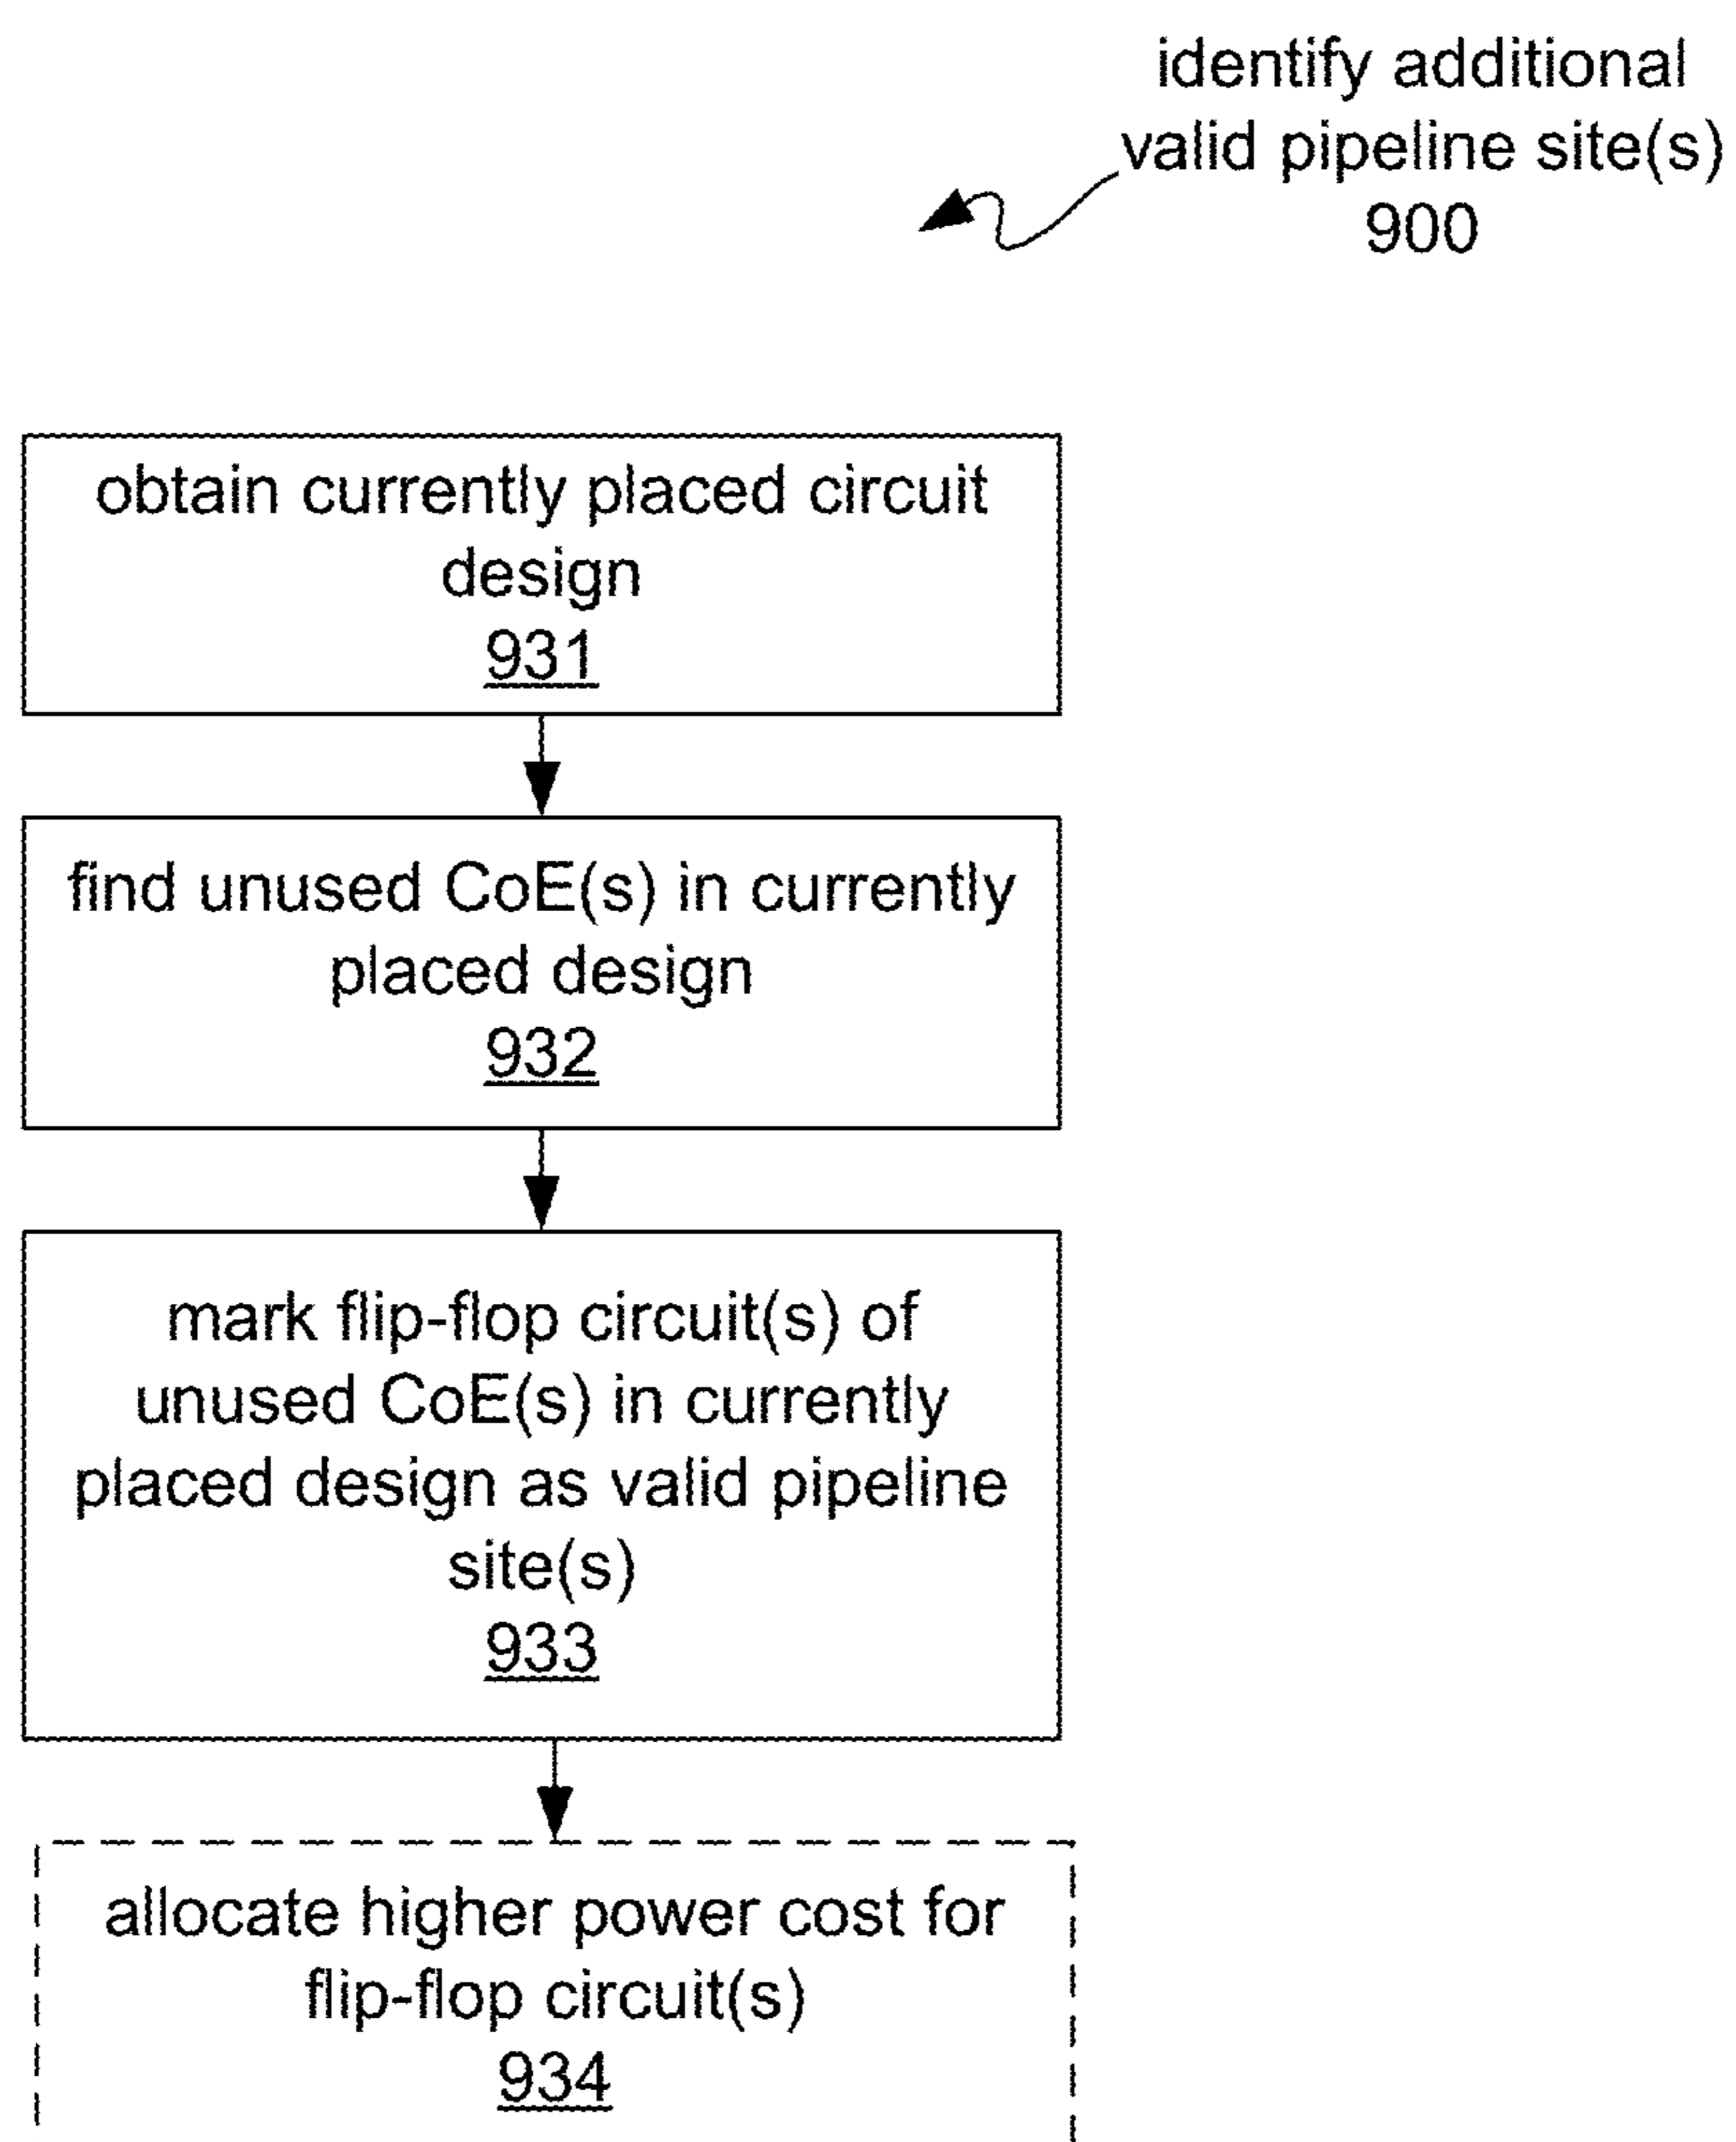 identify additional
valid pipeline site(s)
900
obtain currently placed circuit
design
931
find unused CoE(s) in currently
placed design
932
mark flip-flop circuit(s) of
unused CoE(s) in currently
placed design as valid pipeline
site(s)
933
allocate higher power cost for
flip-flop circuit(s)
934